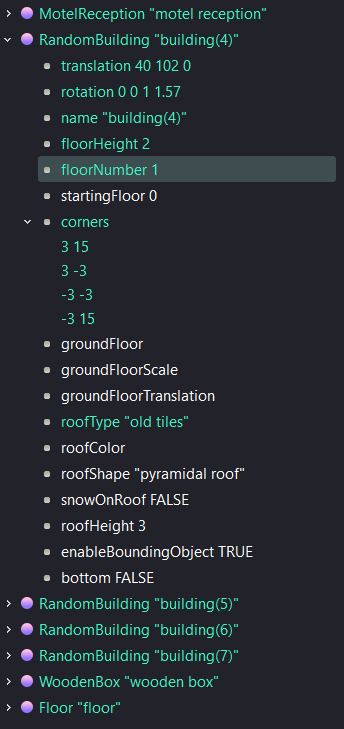 MotelReception "motel reception"
RandomBuilding "building(4)"
translation 40 102 0
rotation 0 0 1 1.57
name "building(4)"
floorHeight 2
floorNumber 1
startingFloor 0
corners
3 15
3 -3
-3 -3
-3 15
groundFloor
groundFloorScale
groundFloorTranslation
roofType "old tiles"
roofColor
roofShape "pyramidal roof"
snowOnRoof FALSE
roofHeight 3
enableBoundingObject TRUE
bottom FALSE
RandomBuilding "building(5)"
RandomBuilding "building(6)"
RandomBuilding "building(7)"
WoodenBox "wooden box"
Floor "floor"